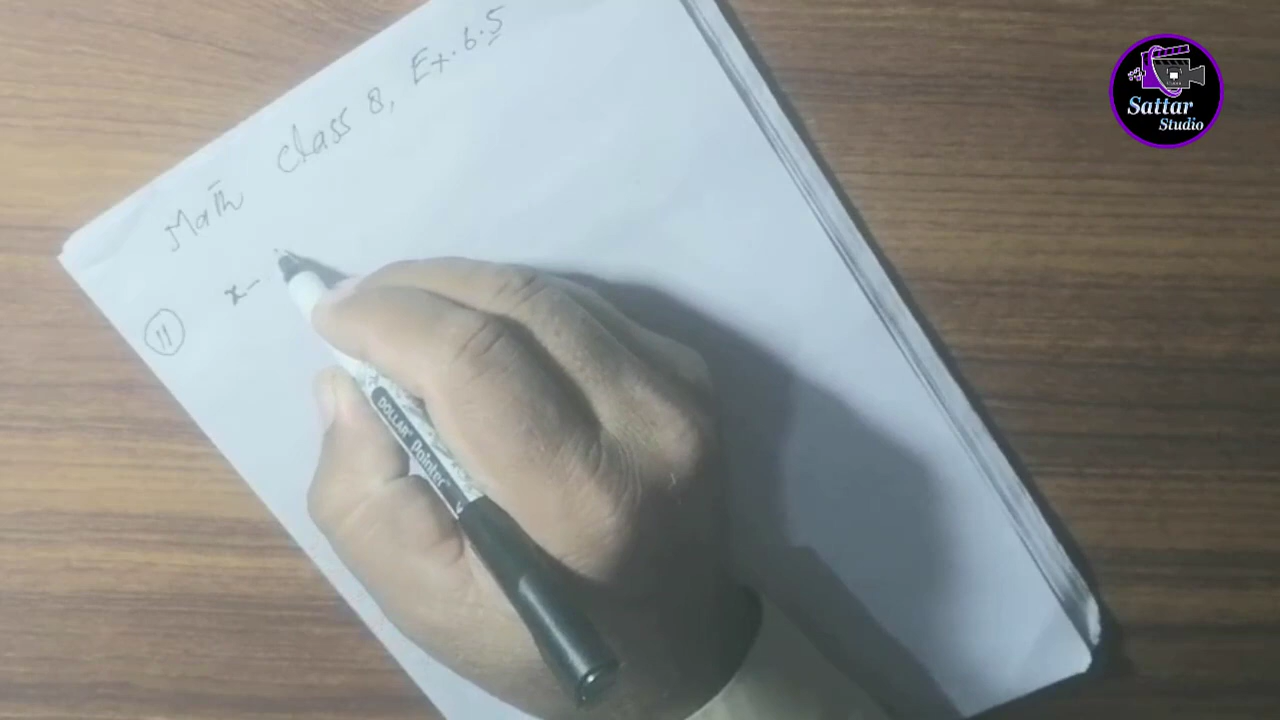 Math Class 8, Ex.6.5
11 x-
DOLLAR Pointer
Sattar
Studio